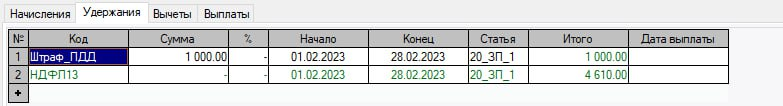 Начисления Удержания Вычеты Выплаты
№ Код Сумма % Начало Конец Статья Итого Дата выплаты
1 Штраф_ПДД 1 000.00 - 01.02.2023 28.02.2023 20_ЗП_1 1 000.00
2 НДФЛ13 - - 01.02.2023 28.02.2023 20_ЗП_1 4 610.00
+